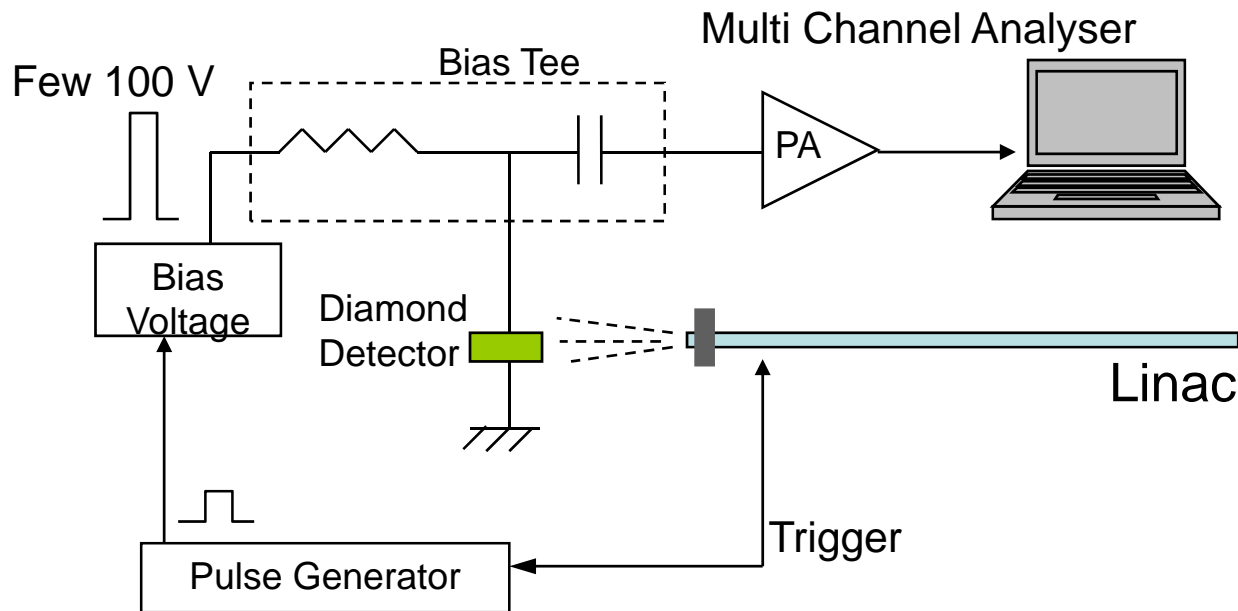 Multi Channel Analyser
Bias Tee
Few 100 V
PA
Bias
Voltage
Diamond
Detector
Linac
Trigger
Pulse Generator